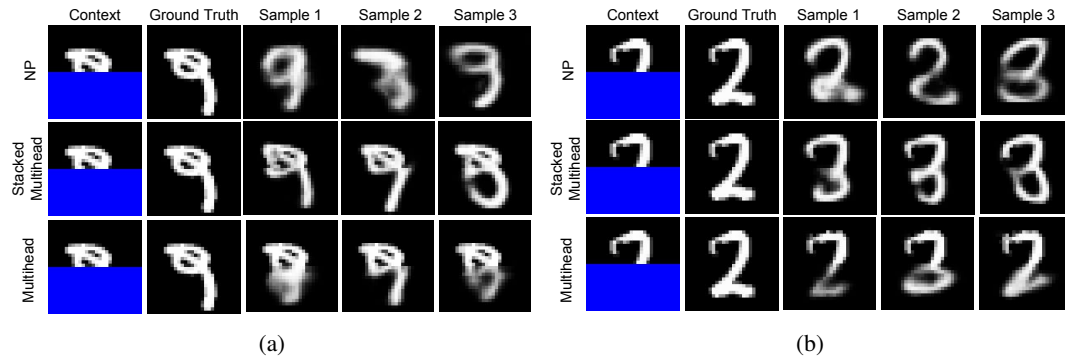 Context Ground Truth Sample 1 Sample 2 Sample 3
NP
Stacked
Multihead
Multihead
(a)
Context Ground Truth Sample 1 Sample 2 Sample 3
NP
Stacked
Multihead
Multihead
(b)